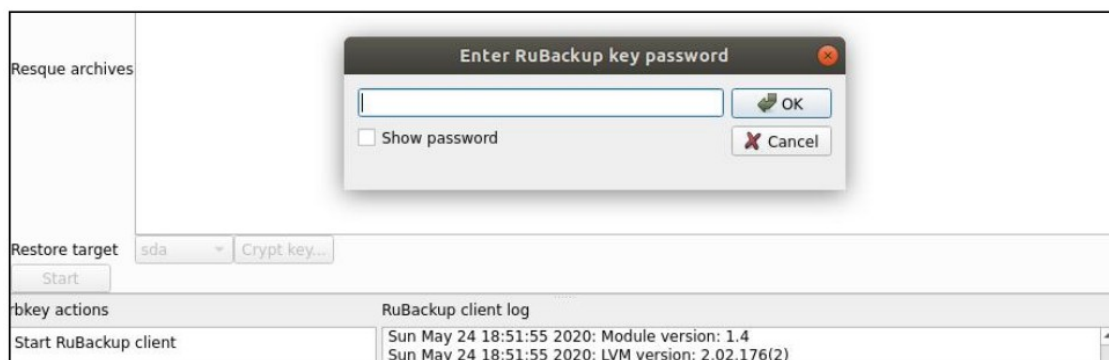 Enter RuBackup key password
Resque archives
OK
Show password
Cancel
Restore target sda Crypt key...
Start
rbkey actions RuBackup client log
Start RuBackup client Sun May 24 18:51:55 2020: Module version: 1.4
Sun May 24 18:51:55 2020: LVM version: 2.02.176(2)